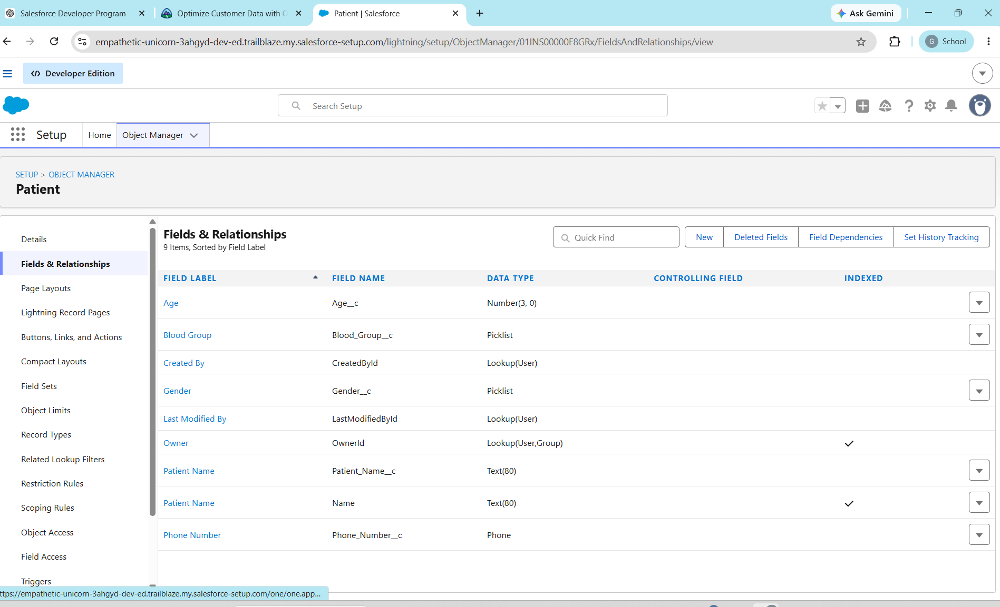 Salesforce Developer Program
Optimize Customer Data with
Patient | Salesforce
Ask Gemini
empathetic-unicorn-3ahgyd-dev-ed.trailblaze.my.salesforce-setup.com/lightning/setup/ObjectManager/01INS00000F8GRx/FieldsAndRelationships/view
G School
</> Developer Edition
Search Setup
Setup Home Object Manager
SETUP > OBJECT MANAGER
Patient
Details
Fields & Relationships
Page Layouts
Lightning Record Pages
Buttons, Links, and Actions
Compact Layouts
Field Sets
Object Limits
Record Types
Related Lookup Filters
Restriction Rules
Scoping Rules
Object Access
Field Access
Triggers
Fields & Relationships
9 Items, Sorted by Field Label
Quick Find
New Deleted Fields Field Dependencies Set History Tracking
FIELD LABEL FIELD NAME DATA TYPE CONTROLLING FIELD INDEXED
Age Age__c Number(3, 0)
Blood Group Blood_Group__c Picklist
Created By CreatedById Lookup(User)
Gender Gender__c Picklist
Last Modified By LastModifiedById Lookup(User)
Owner OwnerId Lookup(User,Group)
Patient Name Patient_Name__c Text(80)
Patient Name Name Text(80)
Phone Number Phone_Number__c Phone
ttps://empathetic-unicorn-3ahgyd-dev-ed.trailblaze.my.salesforce-setup.com/one/one.app...